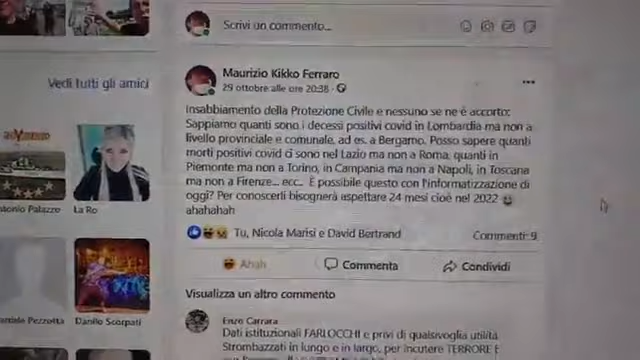 Scrivi un commento...
Vedi tutti gli amici
Maurizio Kikko Ferraro
29 ottobre alle ore 20:38 ·
Insabbiamento della Protezione Civile e nessuno se ne è accorto:
Sappiamo quanti sono i decessi positivi covid in Lombardia ma non a
livello provinciale e comunale, ad es. a Bergamo. Posso sapere quanti
morti positivi covid ci sono nel Lazio ma non a Roma, quanti in
Piemonte ma non a Torino, in Campania ma non a Napoli, in Toscana
ma non a Firenze... ecc.. È possibile questo con l'informatizzazione di
oggi? Per conoscerli bisognerà aspettare 24 mesi cioè nel 2022
ahahahah
Tu, Nicola Marisi e David Bertrand
Commenti: 9
Ahah
Commenta
Condividi
Visualizza un altro commento
Enzo Carrara
Dati istituzionali FARLOCCHI e privi di qualsivoglia utilità.
Strombazzati in lungo e in largo, per incutere TERRORE E
Antonio Palazzo
La Ro
Pezzotta
Danilo Scorpati